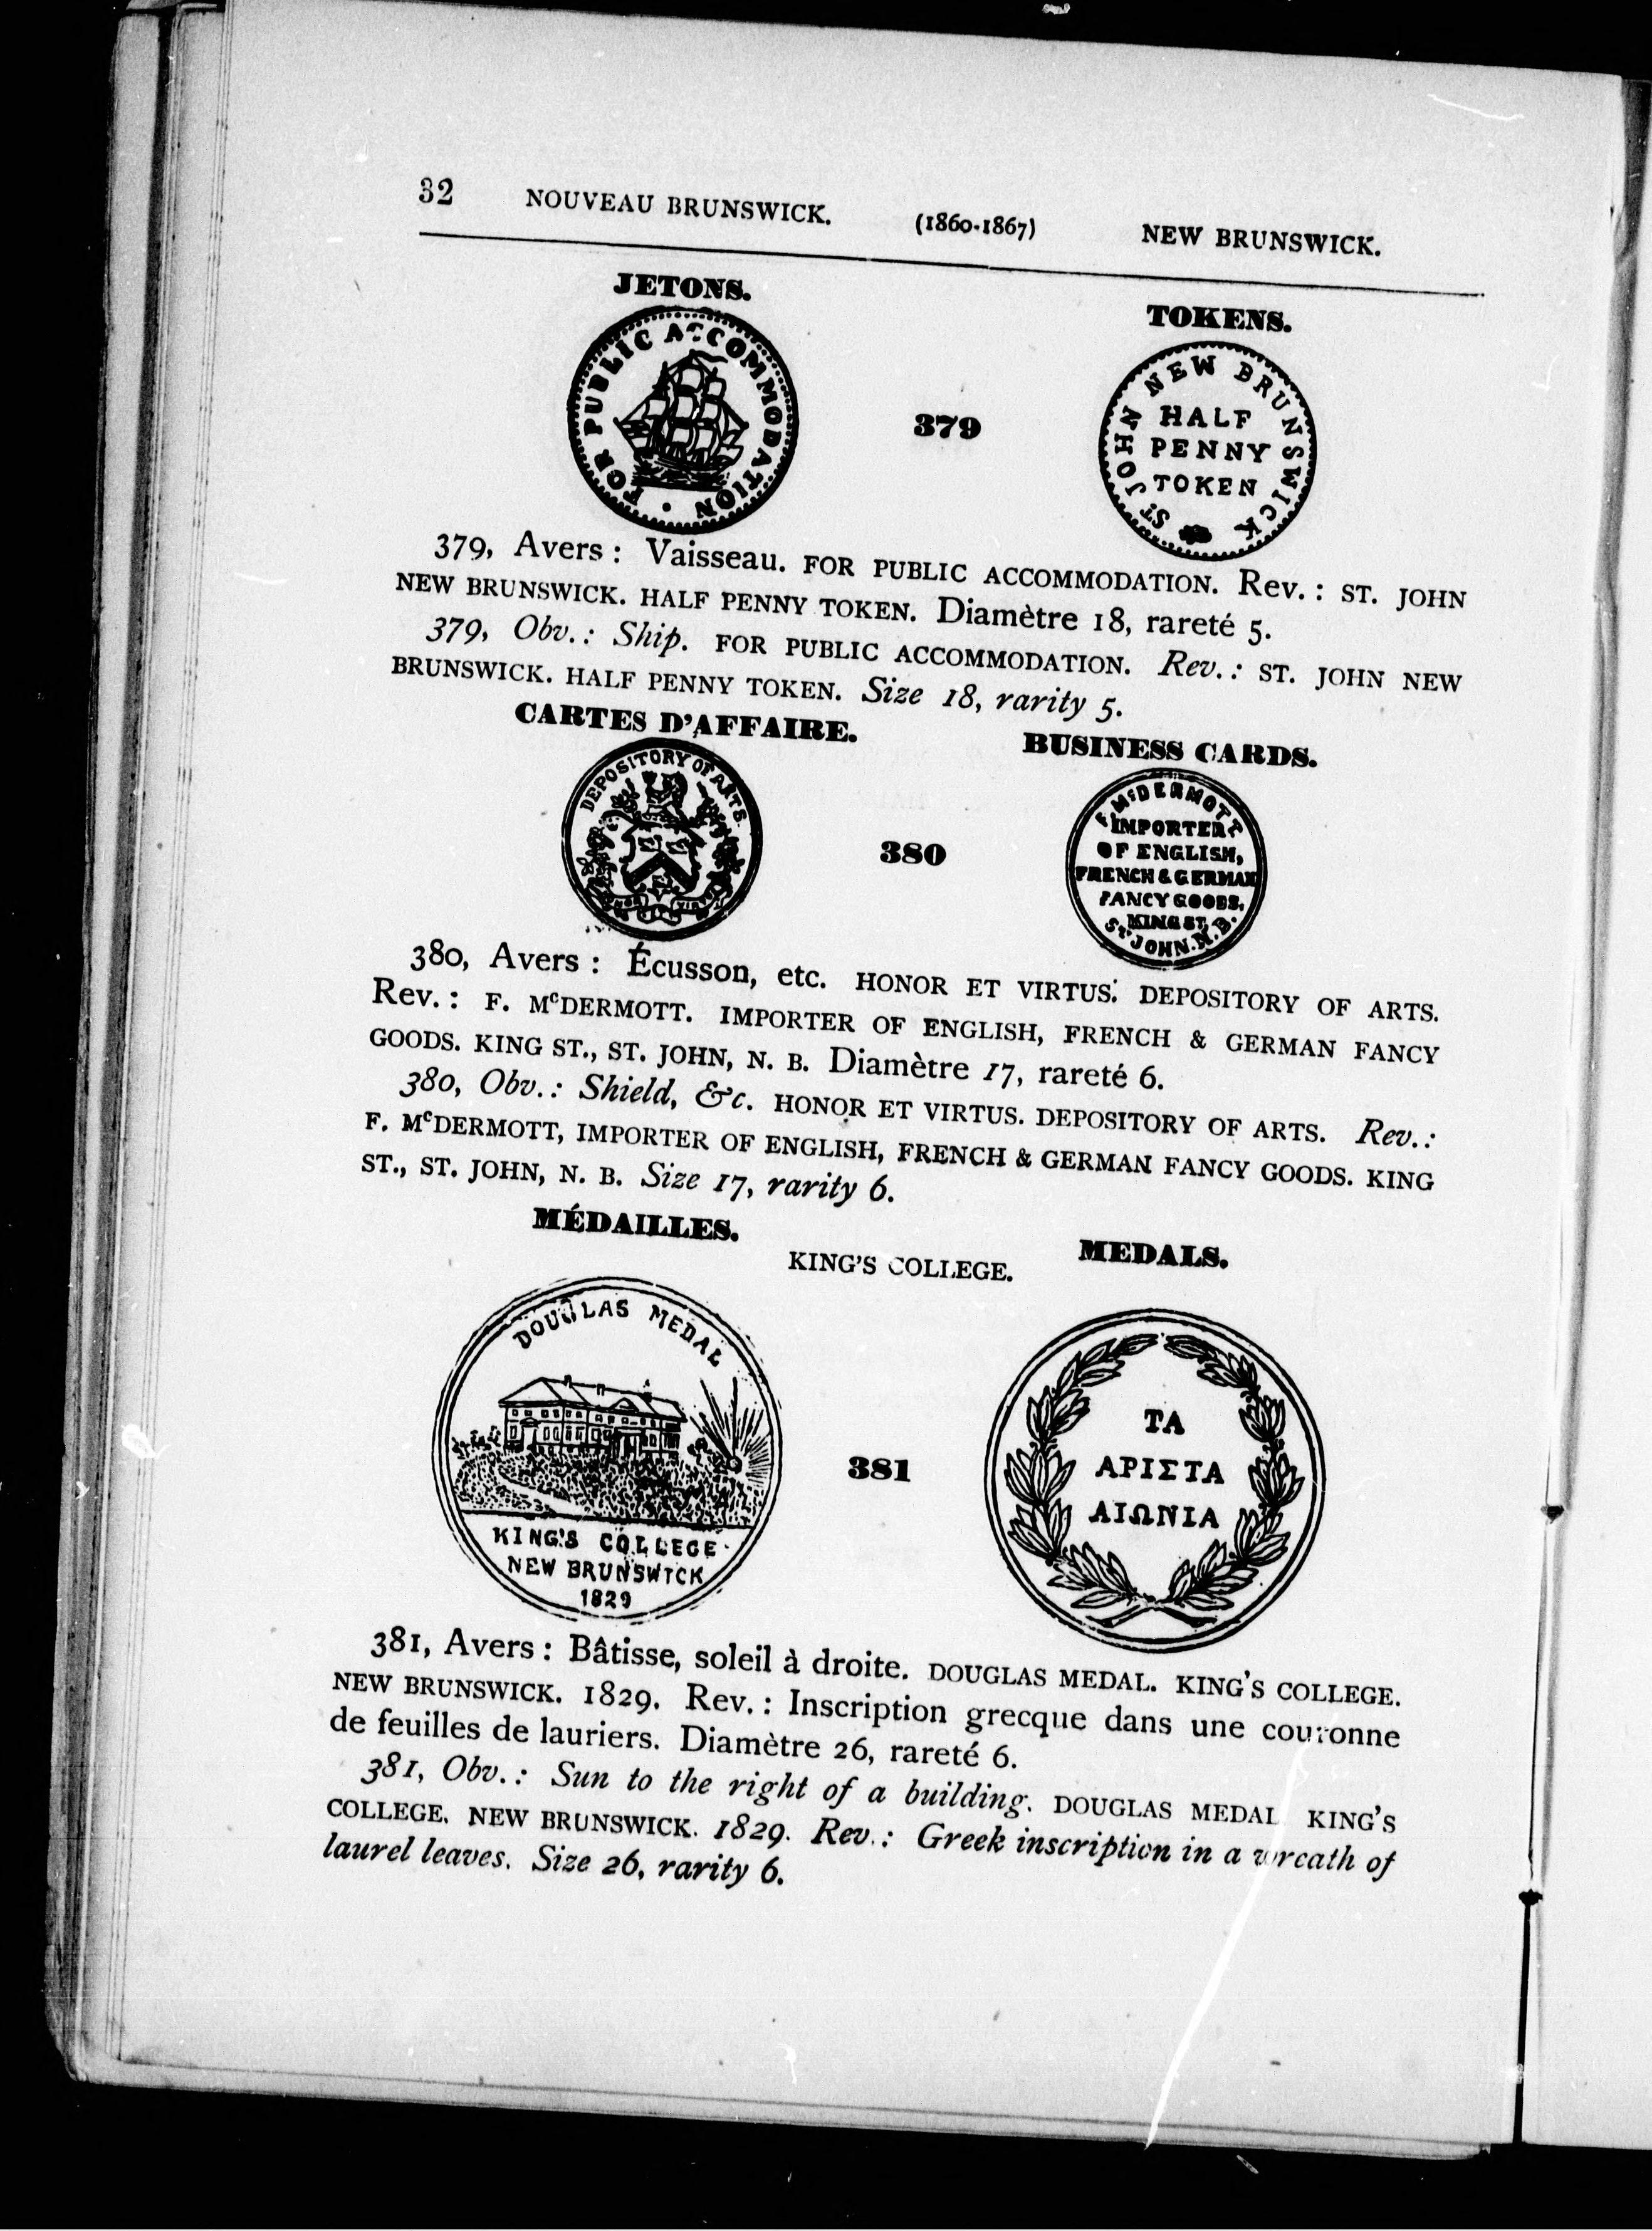 32 NOUVEAU BRUNSWICK. (1860-1867) NEW BRUNSWICK.
JETONS. TOKENS.
FOR PUBLIC ACCOMMODATION
379
ST JOHN NEW BRUNSWICK
HALF
PENNY
TOKEN
379, Avers : Vaisseau. FOR PUBLIC ACCOMMODATION. Rev. : ST. JOHN
NEW BRUNSWICK. HALF PENNY TOKEN. Diamètre 18, rareté 5.
379, Obv. : Ship. FOR PUBLIC ACCOMMODATION. Rev. : ST. JOHN NEW
BRUNSWICK. HALF PENNY TOKEN. Size 18, rarity 5.
CARTES D'AFFAIRE. BUSINESS CARDS.
DEPOSITORY OF ARTS.
380
F. McDERMOTT
IMPORTER
OF ENGLISH,
FRENCH & GERMAN
FANCY GOODS,
KING ST,
ST JOHN. N.B.
380, Avers : Écusson, etc. HONOR ET VIRTUS. DEPOSITORY OF ARTS.
Rev. : F. McDERMOTT. IMPORTER OF ENGLISH, FRENCH & GERMAN FANCY
GOODS. KING ST., ST. JOHN, N. B. Diamètre 17, rareté 6.
380, Obv. : Shield, &c. HONOR ET VIRTUS. DEPOSITORY OF ARTS. Rev. :
F. McDERMOTT, IMPORTER OF ENGLISH, FRENCH & GERMAN FANCY GOODS. KING
ST., ST. JOHN, N. B. Size 17, rarity 6.
MÉDAILLES. MEDALS.
KING'S COLLEGE.
DOUGLAS MEDAL
KING'S COLLEGE
NEW BRUNSWICK
1829
381
ΤΑ
ΑΡΙΣΤΑ
ΑΙΩΝΙΑ
381, Avers : Bâtisse, soleil à droite. DOUGLAS MEDAL. KING'S COLLEGE.
NEW BRUNSWICK. 1829. Rev. : Inscription grecque dans une couronne
de feuilles de lauriers. Diamètre 26, rareté 6.
381, Obv. : Sun to the right of a building. DOUGLAS MEDAL KING'S
COLLEGE. NEW BRUNSWICK. 1829. Rev. : Greek inscription in a wreath of
laurel leaves. Size 26, rarity 6.